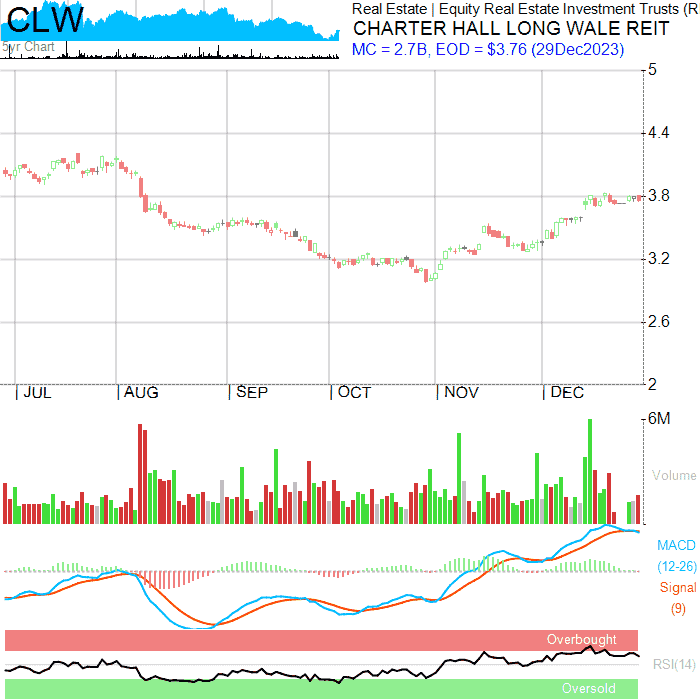 CLW
5yr Chart
Real Estate | Equity Real Estate Investment Trusts (R
CHARTER HALL LONG WALE REIT
MC = 2.7B, EOD = $3.76 (29Dec2023)
5
4.4
3.8
3.2
2.6
2
| JUL | AUG | SEP | OCT | NOV | DEC
6M
Volume
MACD
(12-26)
Signal
(9)
Overbought
RSI(14)
Oversold